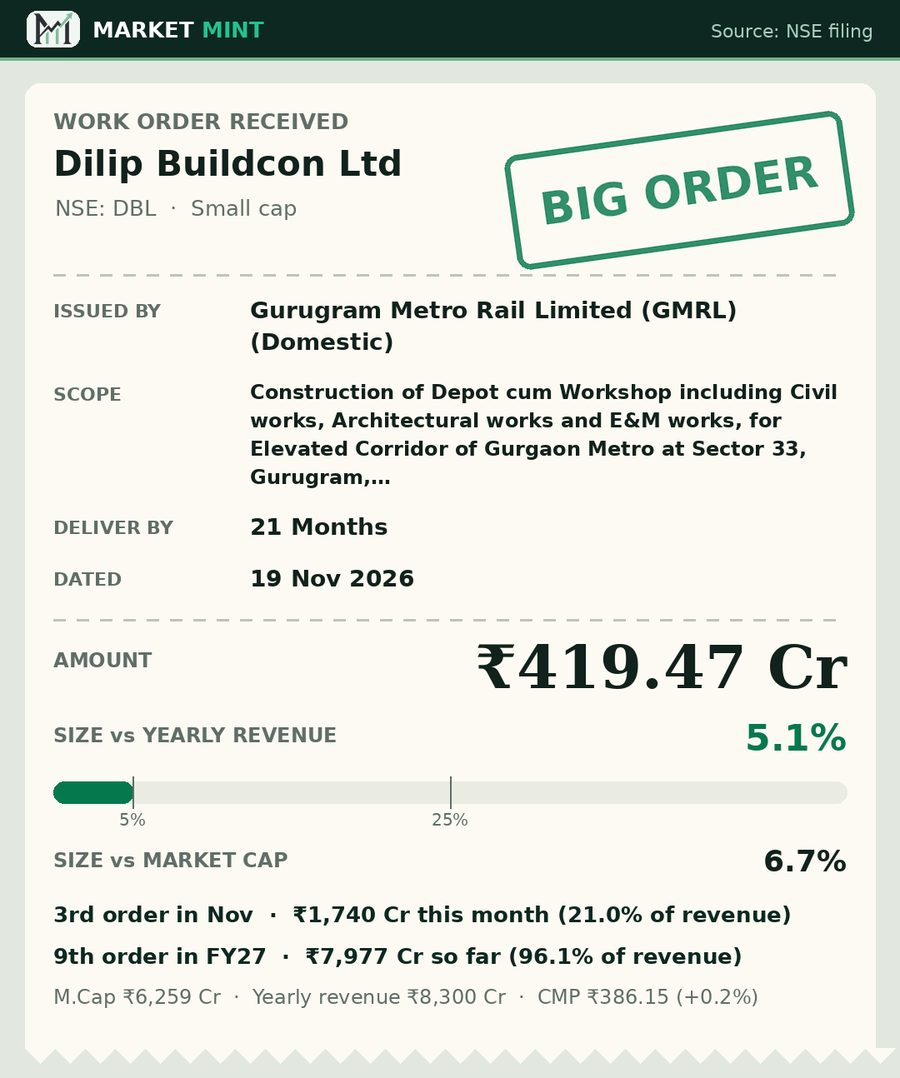 MARKET MINT
Source: NSE filing
WORK ORDER RECEIVED
Dilip Buildcon Ltd
NSE: DBL · Small cap
BIG ORDER
ISSUED BY
Gurugram Metro Rail Limited (GMRL)
(Domestic)
SCOPE
Construction of Depot cum Workshop including Civil
works, Architectural works and E&M works, for
Elevated Corridor of Gurgaon Metro at Sector 33,
Gurugram,...
DELIVER BY
21 Months
DATED
19 Nov 2026
AMOUNT
₹419.47 Cr
SIZE vs YEARLY REVENUE
5.1%
5%
25%
SIZE vs MARKET CAP
6.7%
3rd order in Nov · ₹1,740 Cr this month (21.0% of revenue)
9th order in FY27 · ₹7,977 Cr so far (96.1% of revenue)
M.Cap ₹6,259 Cr · Yearly revenue ₹8,300 Cr · CMP ₹386.15 (+0.2%)